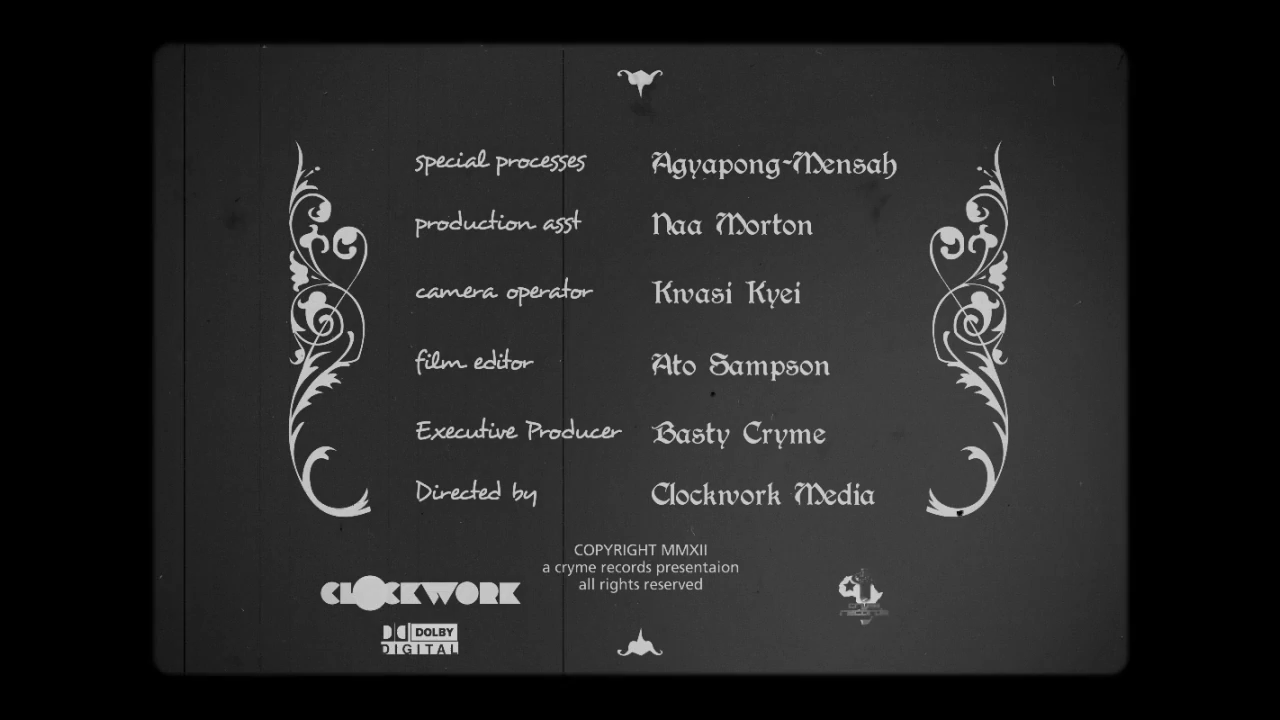 special processes Agyapong-Mensah
production asst Naa Morton
camera operator Kwasi Kyei
film editor Ato Sampson
Executive Producer Basty Cryme
Directed by Clockwork Media
COPYRIGHT MMXII
a cryme records presentaion
all rights reserved
CLOCKWORK
DOLBY
DIGITAL
records